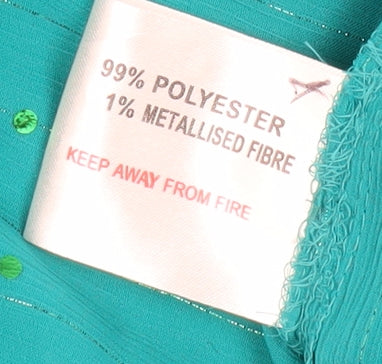 99% POLYESTER
1% METALLISED FIBRE
KEEP AWAY FROM FIRE